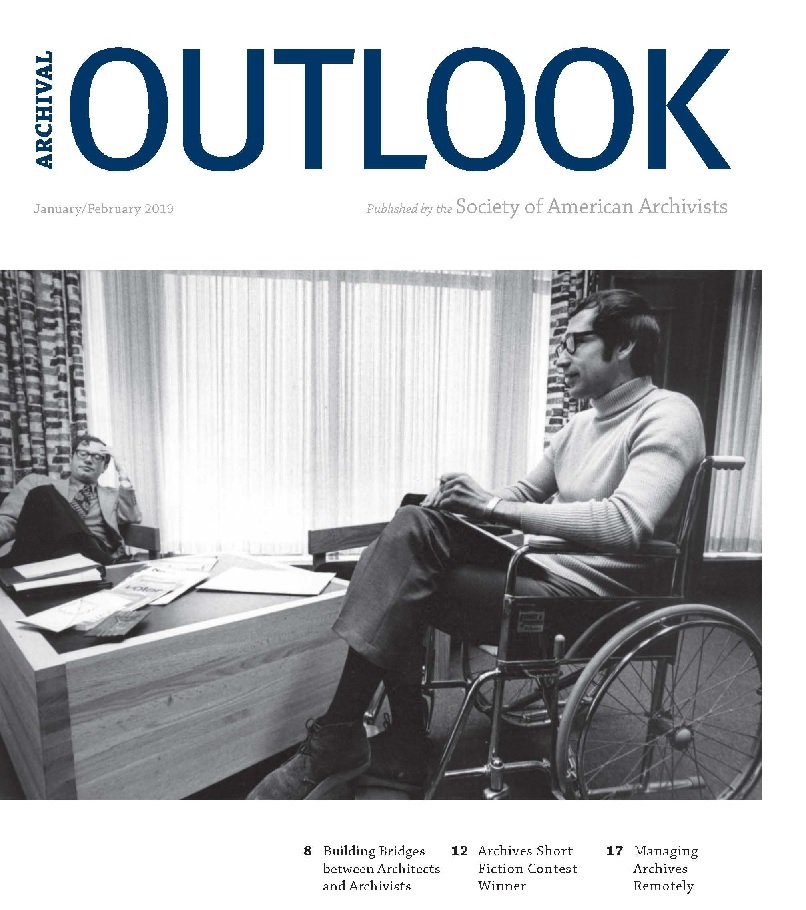 ARCHIVAL
OUTLOOK
January/February 2019
Published by the Society of American Archivists
8 Building Bridges
between Architects
and Archivists
12 Archives Short
Fiction Contest
Winner
17 Managing
Archives
Remotely